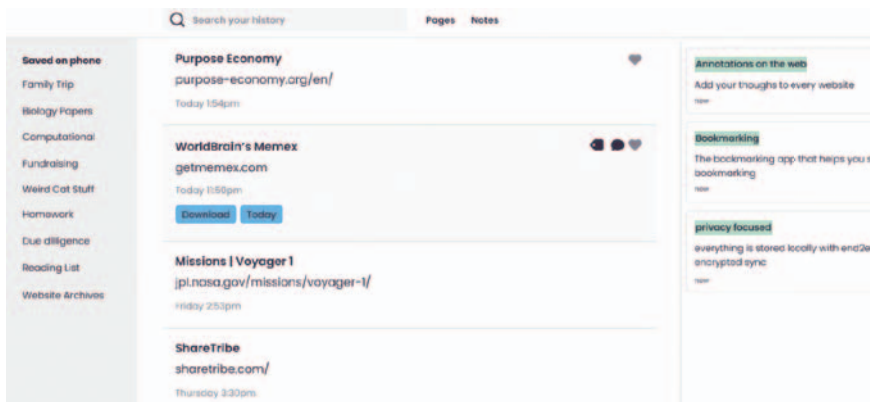 Search your history
Pages Notes
Saved on phone
Family Trip
Biology Papers
Computational
Fundraising
Weird Cat Stuff
Homework
Due diligence
Reading List
Website Archives
Purpose Economy
purpose-economy.org/en/
Today 1:54pm
WorldBrain's Memex
getmemex.com
Today 11:50pm
Download Today
Missions | Voyager 1
jpl.nasa.gov/missions/voyager-1/
Friday 2:53pm
ShareTribe
sharetribe.com/
Thursday 3:30pm
Annotations on the web
Add your thoughs to every website
now
Bookmarking
The bookmarking app that helps you s
bookmarking
now
privacy focused
everything is stored locally with end2e
encrypted sync
now